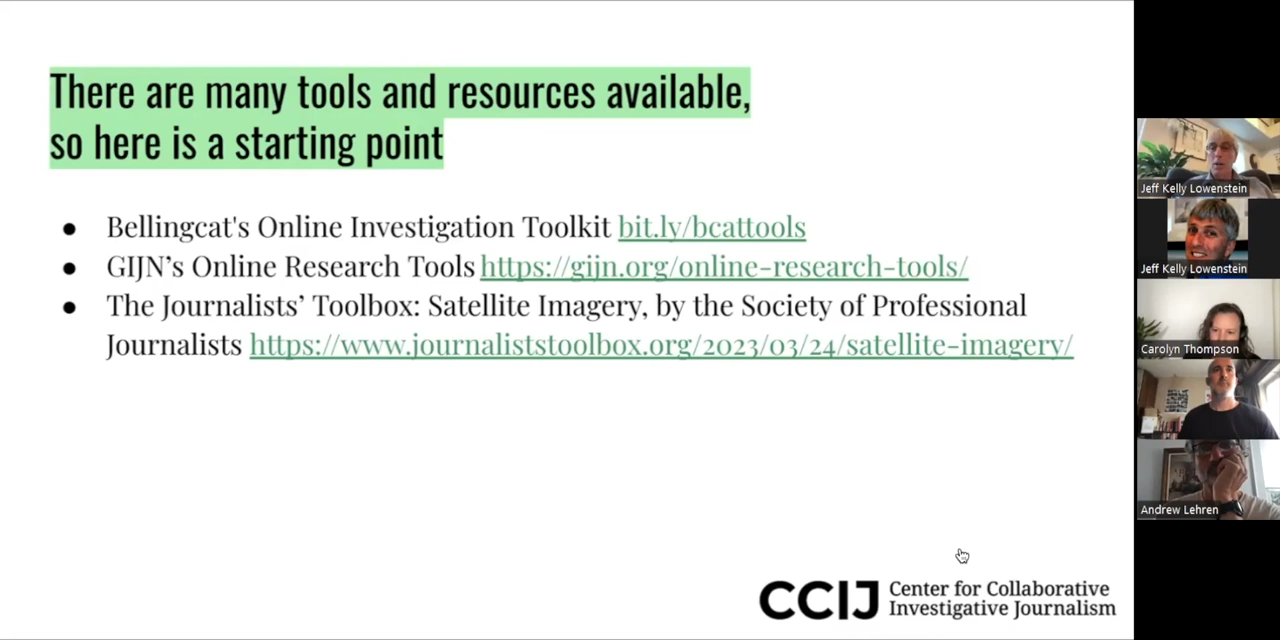 There are many tools and resources available,
so here is a starting point
● Bellingcat's Online Investigation Toolkit bit.ly/bcattools
● GIJN’s Online Research Tools https://gijn.org/online-research-tools/
● The Journalists’ Toolbox: Satellite Imagery, by the Society of Professional
Journalists https://www.journaliststoolbox.org/2023/03/24/satellite-imagery/
CCIJ Center for Collaborative
Investigative Journalism
Jeff Kelly Lowenstein
Jeff Kelly Lowenstein
Carolyn Thompson
Andrew Lehren